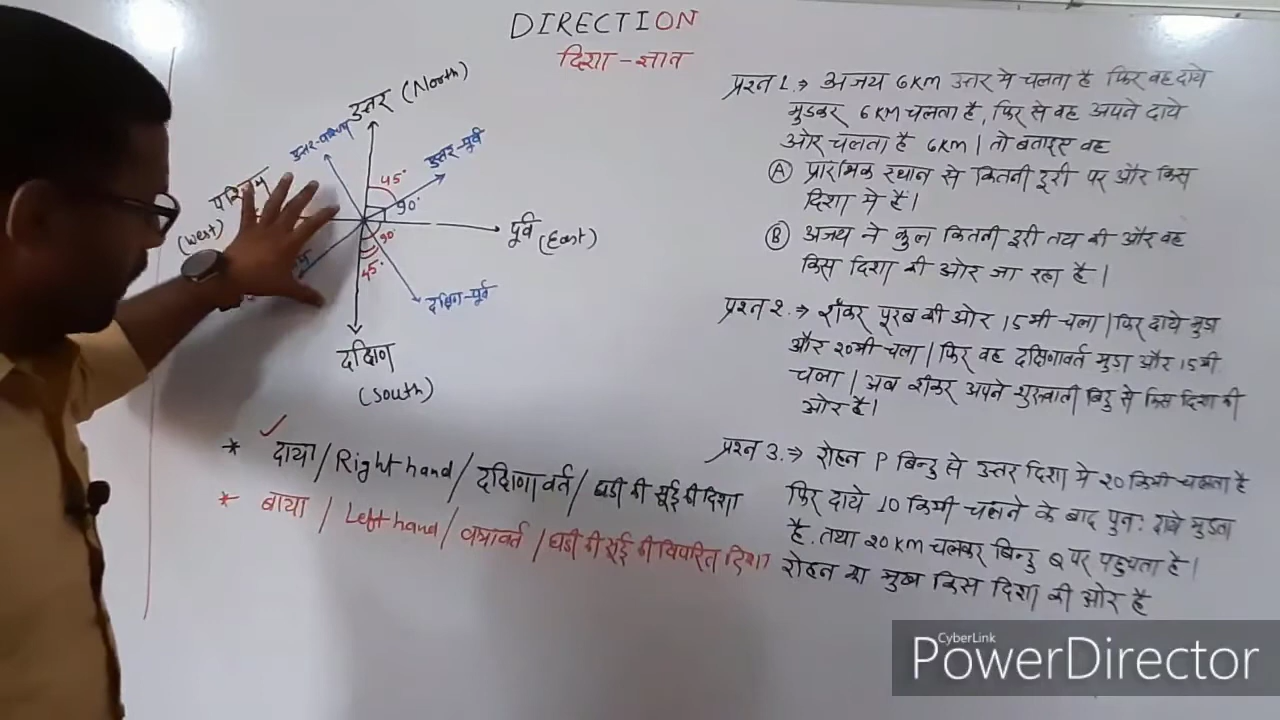 DIRECTION
दिशा - ज्ञान
उत्तर (North)
उत्तर-पूर्व
पश्चिम
(West)
45°
90°
पूर्व (East)
90°
45°
दक्षिण-पूर्व
दक्षिण
(South)
* दाया / Right hand / दक्षिणावर्त / घडी की सूई की दिशा
* बाया / Left hand / / घडी की सूई की विपरित दिशा
प्रश्न 1. ⇒ अजय 6KM उत्तर मे चलता है फिर वह दाये
मुडकर 6KM चलता है, फिर से वह अपने दाये
ओर चलता है 6KM | तो बताइए वह
(A) प्रारंभिक स्थान से कितनी दूरी पर और किस
दिशा मे है |
(B) अजय ने कुल कितनी दूरी तय की और वह
किस दिशा की ओर जा रहा है |
प्रश्न 2. ⇒ शंकर पूरब की ओर 15मी चला | फिर दाये मुडा
और 20मी चला | फिर वह दक्षिणावर्त मुडा और 15मी
चला | अब शंकर अपने शुरुवाती बिंदु से किस दिशा की
ओर है |
प्रश्न 3. ⇒ रोहन P बिन्दु से उत्तर दिशा मे 20 किमी चलता है
फिर दाये 10 किमी चलने के बाद पुन: दाये मुडता
है. तथा 20KM चलकर बिन्दु Q पर पहुचता है |
रोहन का मुख किस दिशा की ओर है
CyberLink
PowerDirector